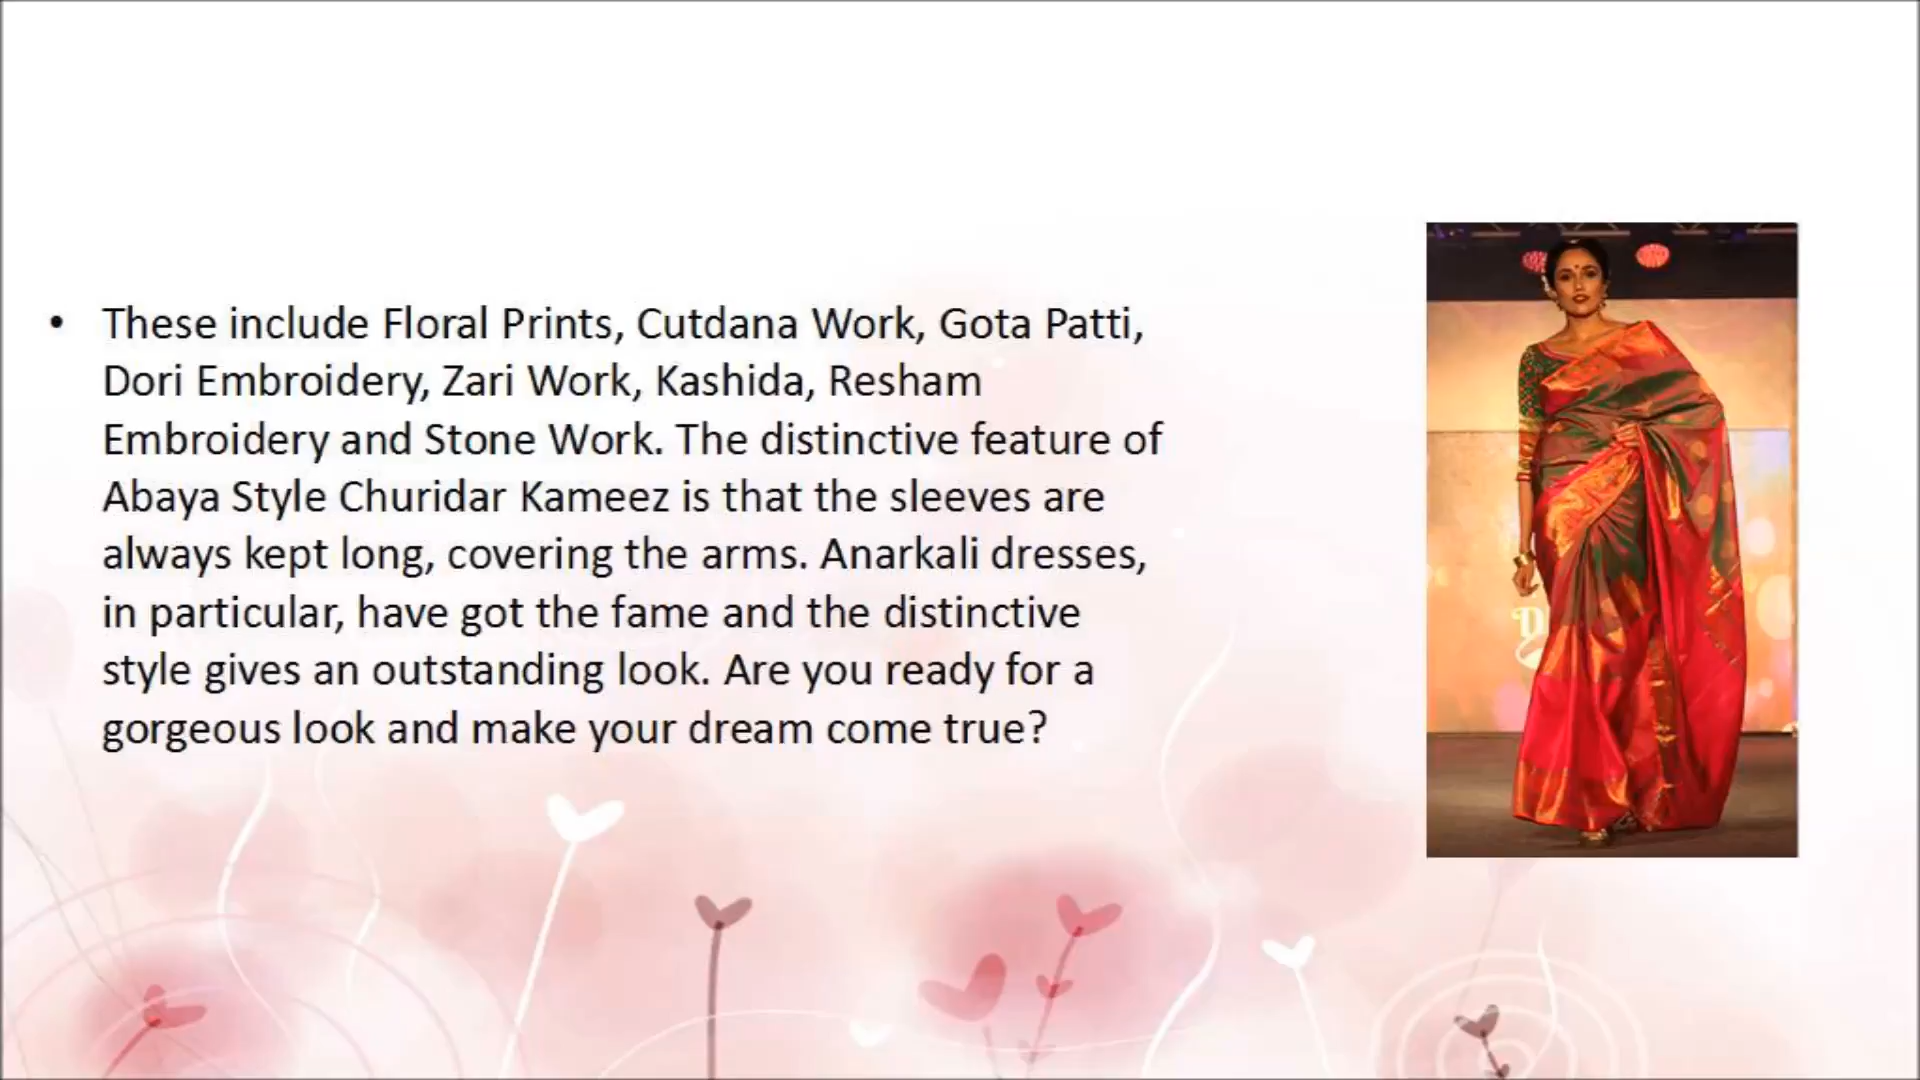 • These include Floral Prints, Cutdana Work, Gota Patti,
Dori Embroidery, Zari Work, Kashida, Resham
Embroidery and Stone Work. The distinctive feature of
Abaya Style Churidar Kameez is that the sleeves are
always kept long, covering the arms. Anarkali dresses,
in particular, have got the fame and the distinctive
style gives an outstanding look. Are you ready for a
gorgeous look and make your dream come true?